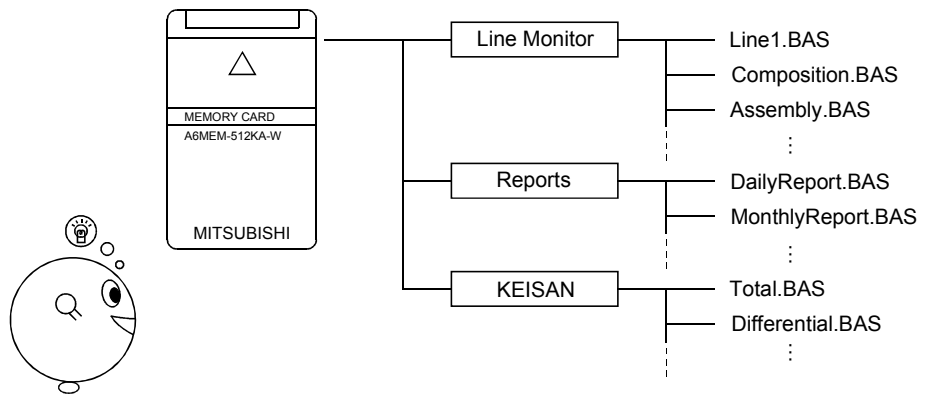 MEMORY CARD
A6MEM-512KA-W
MITSUBISHI
Line Monitor
Line1.BAS
Composition.BAS
Assembly.BAS
Reports
DailyReport.BAS
MonthlyReport.BAS
KEISAN
Total.BAS
Differential.BAS